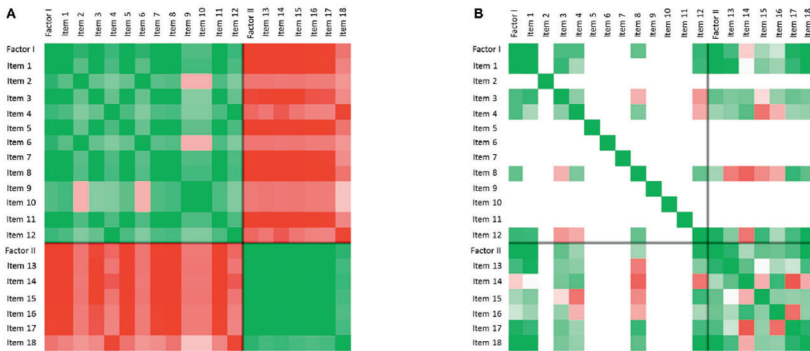 A
Factor I
Item 1
Item 2
Item 3
Item 4
Item 5
Item 6
Item 7
Item 8
Item 9
Item 10
Item 11
Item 12
Factor II
Item 13
Item 14
Item 15
Item 16
Item 17
Item 18
Factor I
Item 1
Item 2
Item 3
Item 4
Item 5
Item 6
Item 7
Item 8
Item 9
Item 10
Item 11
Item 12
Factor II
Item 13
Item 14
Item 15
Item 16
Item 17
Item 18
B
Factor I
Item 1
Item 2
Item 3
Item 4
Item 5
Item 6
Item 7
Item 8
Item 9
Item 10
Item 11
Item 12
Factor II
Item 13
Item 14
Item 15
Item 16
Item 17
Item 18
Factor I
Item 1
Item 2
Item 3
Item 4
Item 5
Item 6
Item 7
Item 8
Item 9
Item 10
Item 11
Item 12
Factor II
Item 13
Item 14
Item 15
Item 16
Item 17
Item 18